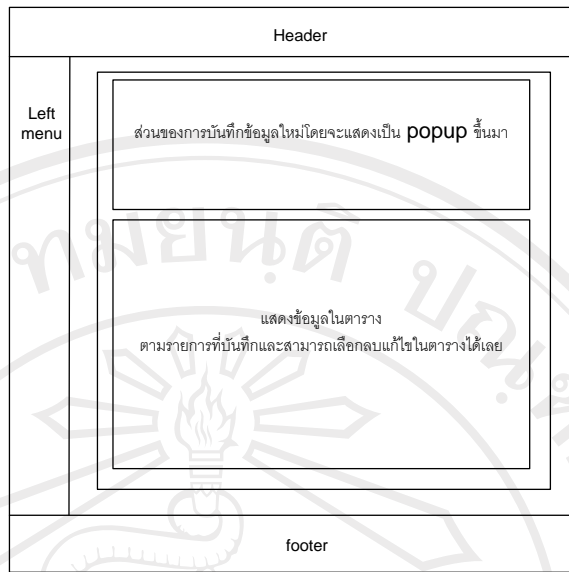 Header
Left
menu
ส่วนของการบันทึกข้อมูลใหม่โดยจะแสดงเป็น popup ขึ้นมา
แสดงข้อมูลในตาราง
ตามรายการที่บันทึกและสามารถเลือกลบแก้ไขในตารางได้เลย
footer